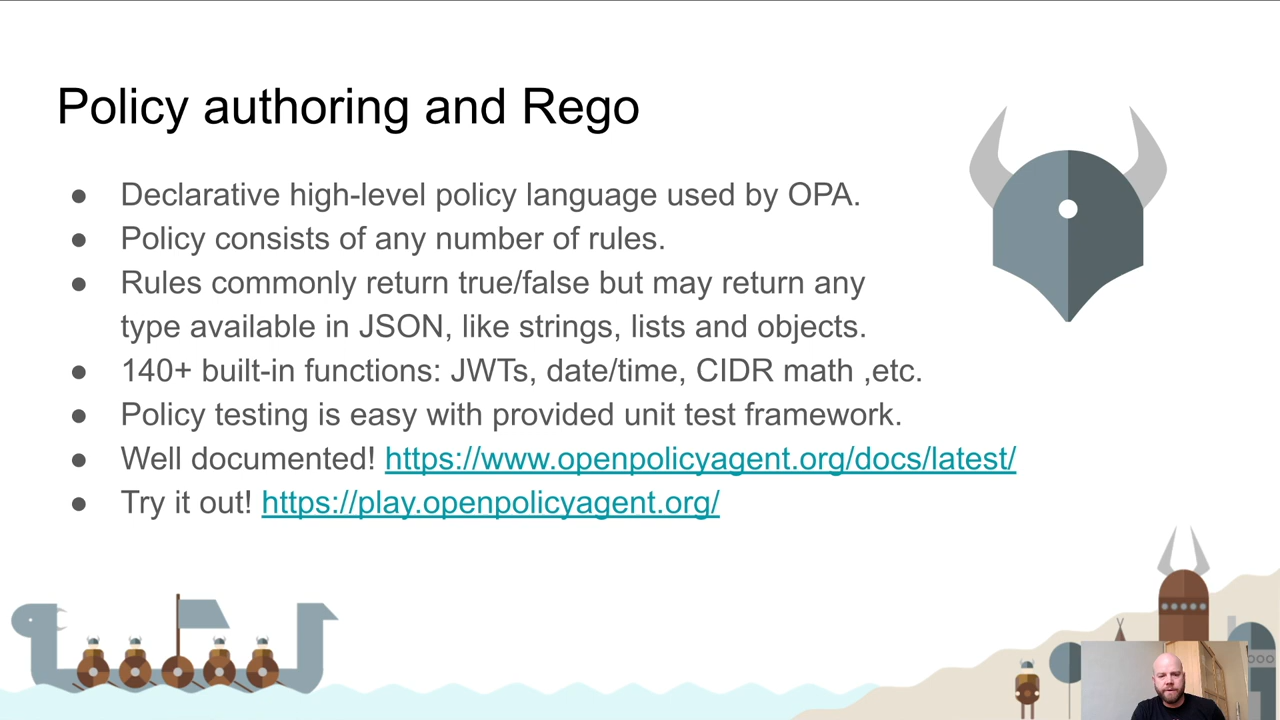 Policy authoring and Rego
● Declarative high-level policy language used by OPA.
● Policy consists of any number of rules.
● Rules commonly return true/false but may return any
type available in JSON, like strings, lists and objects.
● 140+ built-in functions: JWTs, date/time, CIDR math ,etc.
● Policy testing is easy with provided unit test framework.
● Well documented! https://www.openpolicyagent.org/docs/latest/
● Try it out! https://play.openpolicyagent.org/